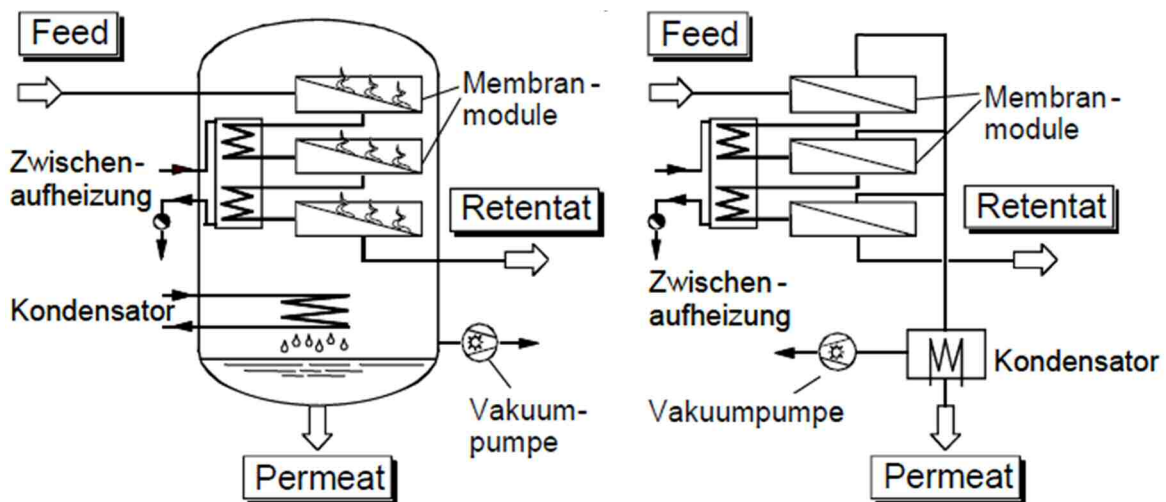 Feed
Membran-
module
Zwischen-
aufheizung
Retentat
Kondensator
Vakuum-
pumpe
Permeat
Feed
Membran-
module
Retentat
Zwischen-
aufheizung
Kondensator
Vakuumpumpe
Permeat